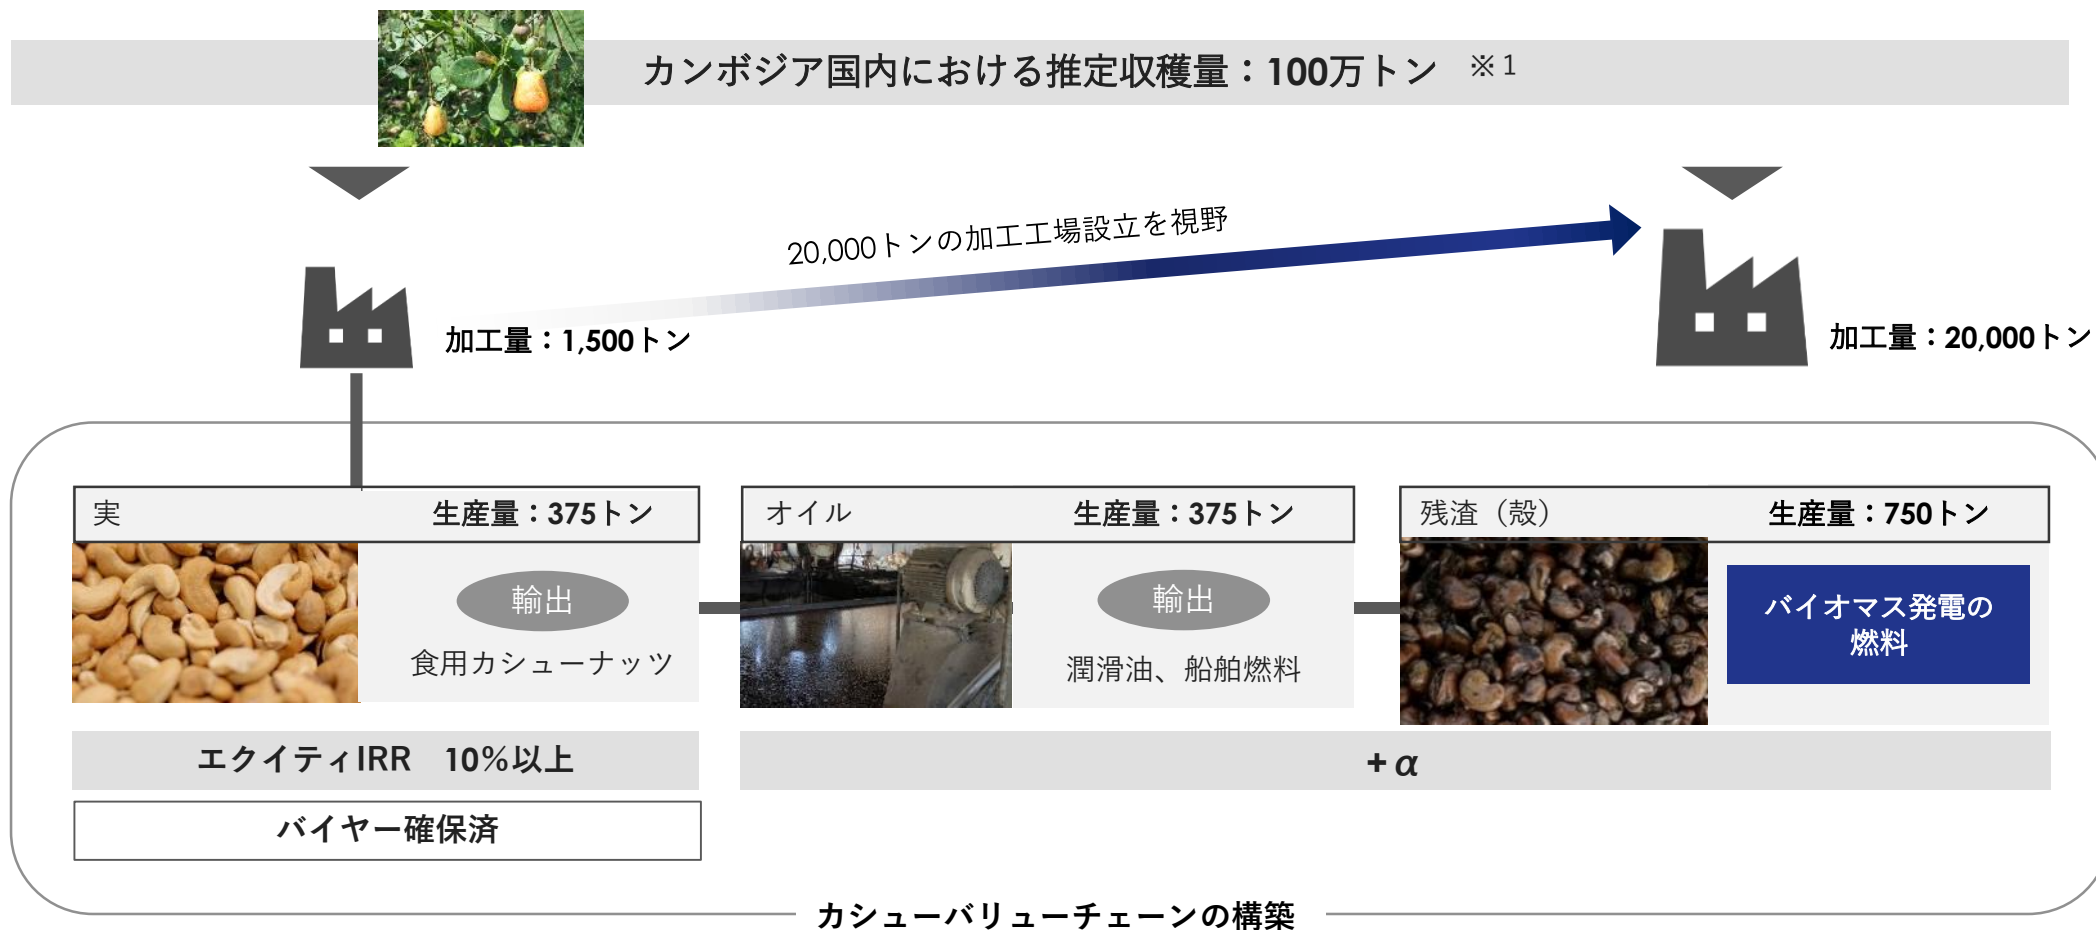 カンボジア国内における推定収穫量：100万トン ※1
20,000トンの加工工場設立を視野
加工量：1,500トン
加工量：20,000トン
実 生産量：375トン
輸出
食用カシューナッツ
オイル 生産量：375トン
輸出
潤滑油、船舶燃料
残渣（殻） 生産量：750トン
バイオマス発電の
燃料
エクイティIRR 10%以上
+α
バイヤー確保済
カシューバリューチェーンの構築